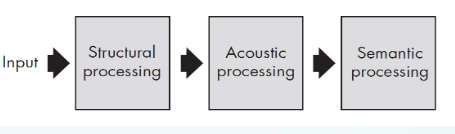 Input
Structural
processing
Acoustic
processing
Semantic
processing